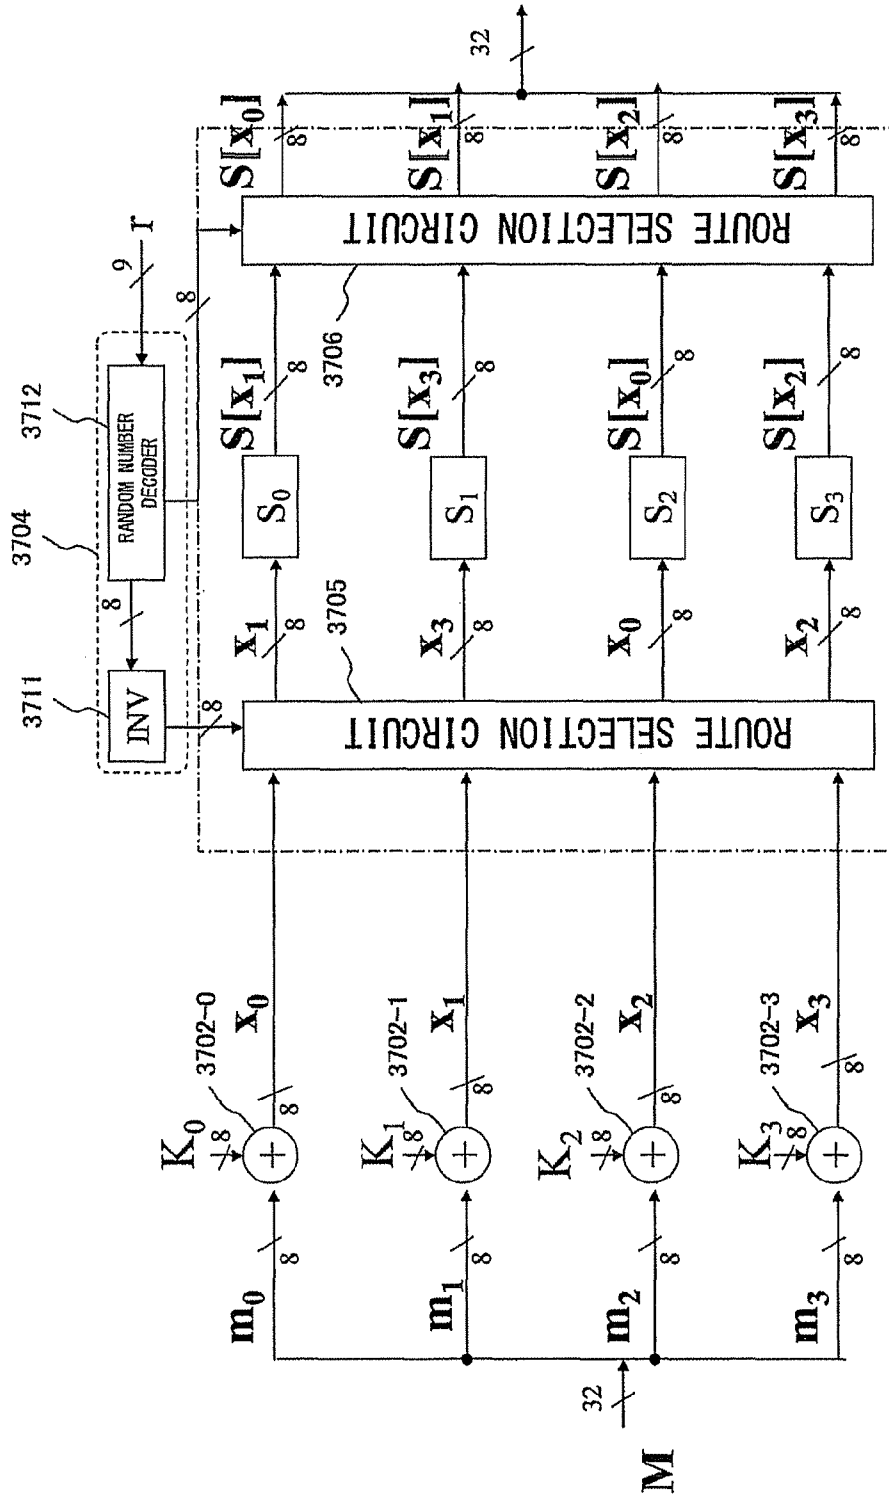 M
32
m0
8
m1
8
m2
8
m3
8
K0
8
3702-0
x0
8
K1
8
3702-1
x1
8
K2
8
3702-2
x2
8
K3
8
3702-3
x3
8
3704
3711
INV
8
3712
RANDOM NUMBER
DECODER
9
r
8
8
ROUTE SELECTION CIRCUIT
3705
x1
8
x3
8
x0
8
x2
8
S0
S1
S2
S3
S[x1]
8
S[x3]
8
S[x0]
8
S[x2]
8
ROUTE SELECTION CIRCUIT
3706
S[x0]
8
S[x1]
8
S[x2]
8
S[x3]
8
32